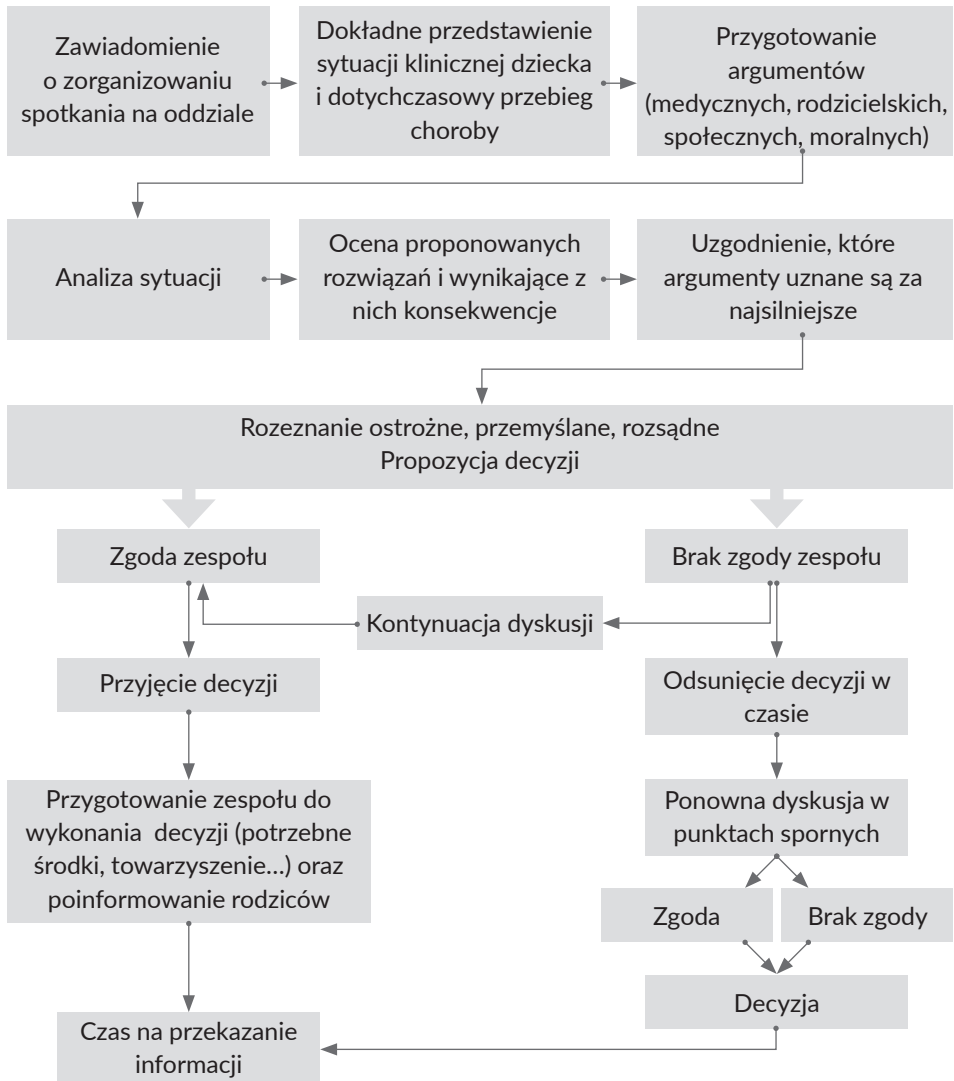 Zawiadomienie
o zorganizowaniu
spotkania na oddziale
Dokładne przedstawienie
sytuacji klinicznej dziecka
i dotychczasowy przebieg
choroby
Przygotowanie
argumentów
(medycznych, rodzicielskich,
społecznych, moralnych)
Analiza sytuacji
Ocena proponowanych
rozwiązań i wynikające z
nich konsekwencje
Uzgodnienie, które
argumenty uznane są za
najsilniejsze
Rozeznanie ostrożne, przemyślane, rozsądne
Propozycja decyzji
Zgoda zespołu
Brak zgody zespołu
Kontynuacja dyskusji
Przyjęcie decyzji
Odsunięcie decyzji w
czasie
Przygotowanie zespołu do
wykonania decyzji (potrzebne
środki, towarzyszenie...) oraz
poinformowanie rodziców
Ponowna dyskusja w
punktach spornych
Zgoda
Brak zgody
Decyzja
Czas na przekazanie
informacji